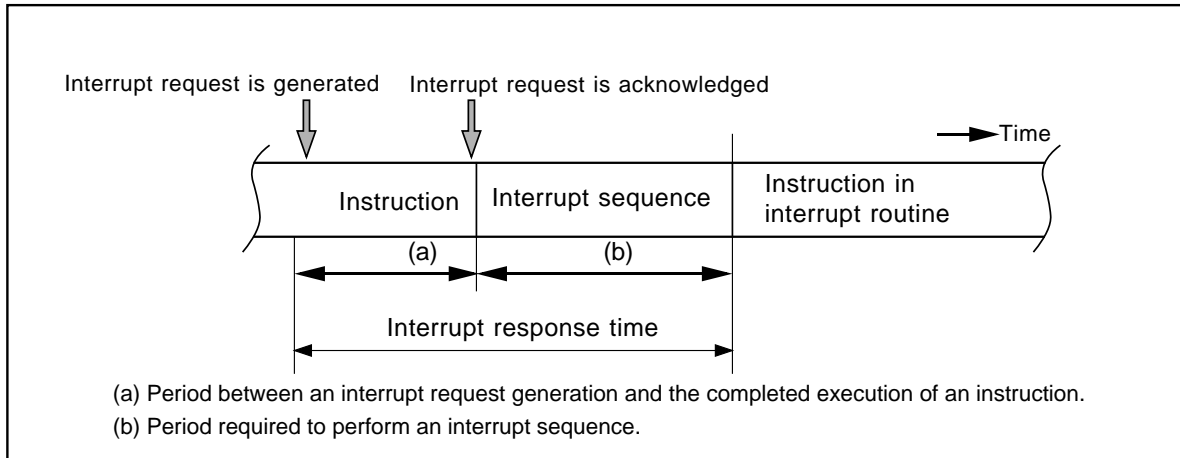 Interrupt request is generated
Interrupt request is acknowledged
Time
Instruction
Interrupt sequence
Instruction in
interrupt routine
(a)
(b)
Interrupt response time
(a) Period between an interrupt request generation and the completed execution of an instruction.
(b) Period required to perform an interrupt sequence.